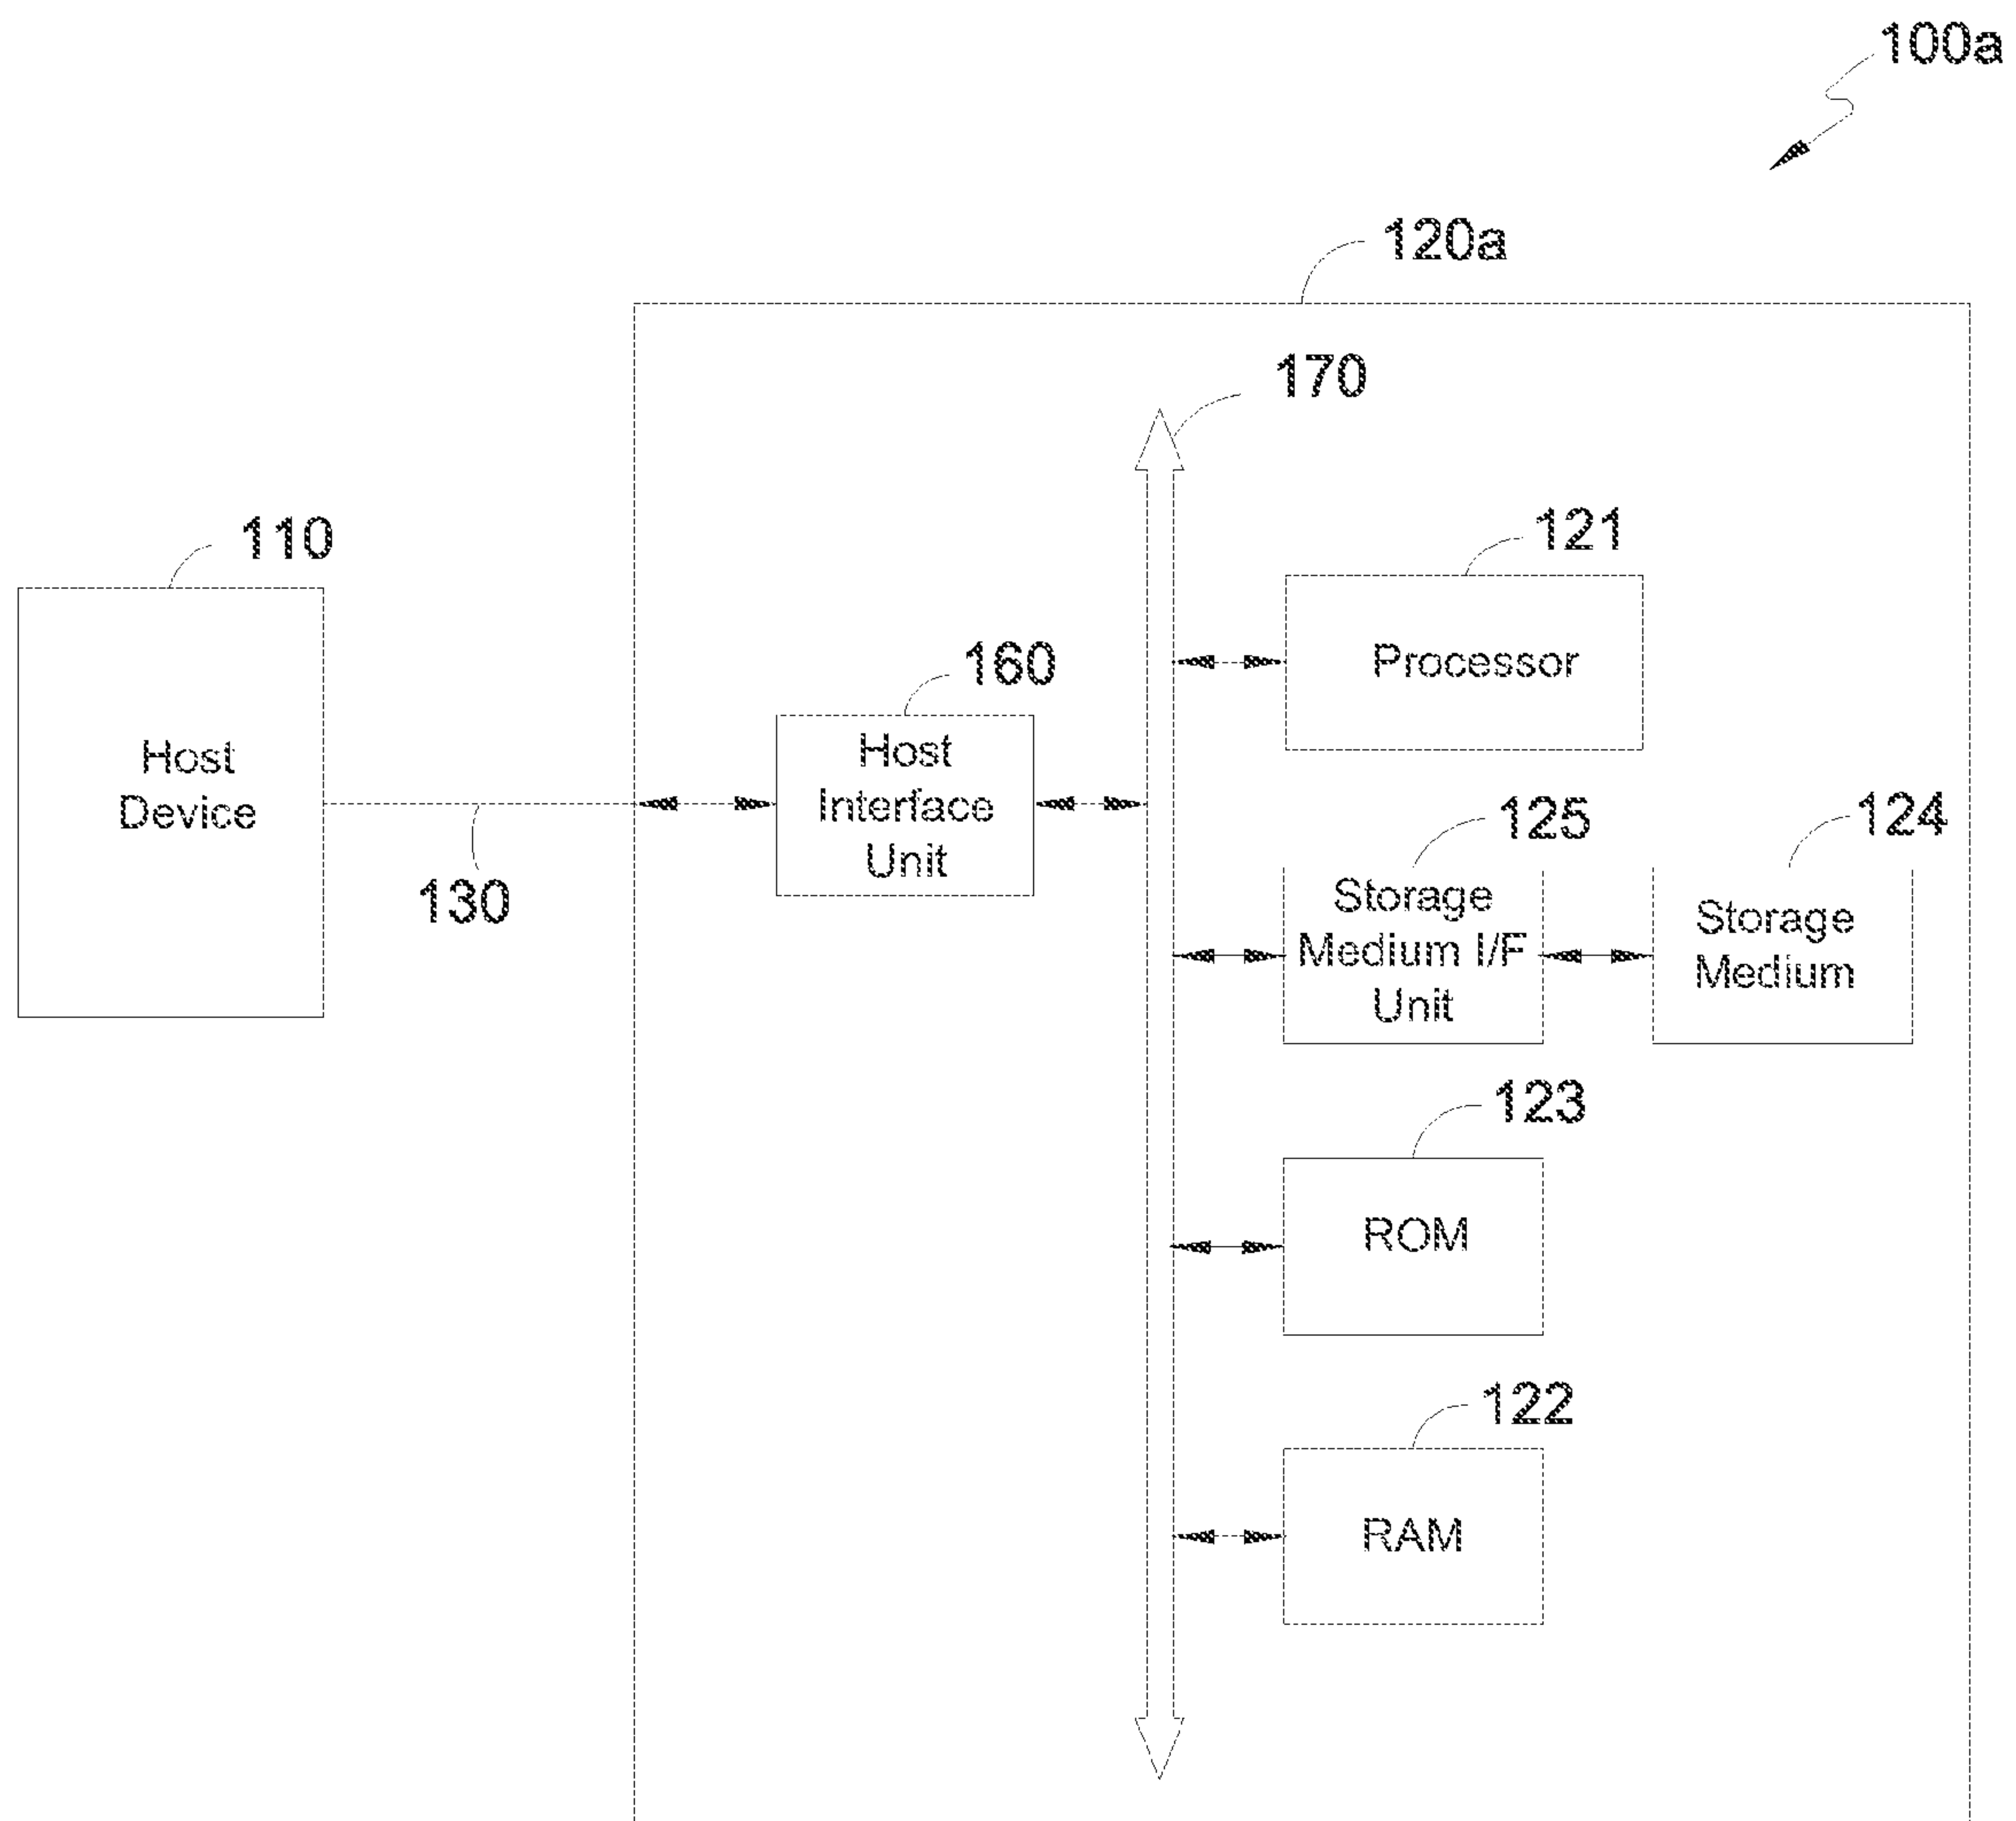 100a
120a
170
110
121
Processor
160
Host
Interface
Unit
Host
Device
130
125
Storage
Medium I/F
Unit
124
Storage
Medium
123
ROM
122
RAM